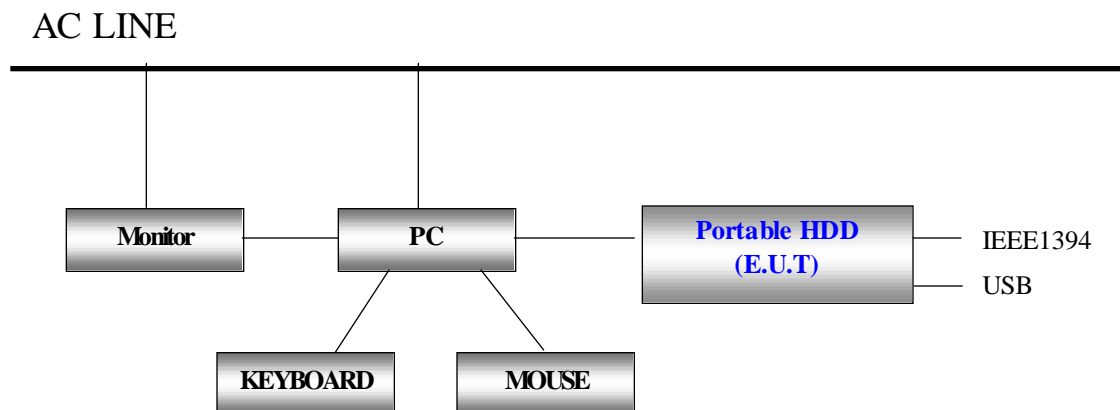 AC LINE
Monitor
PC
Portable HDD
(E.U.T)
IEEE1394
USB
KEYBOARD
MOUSE